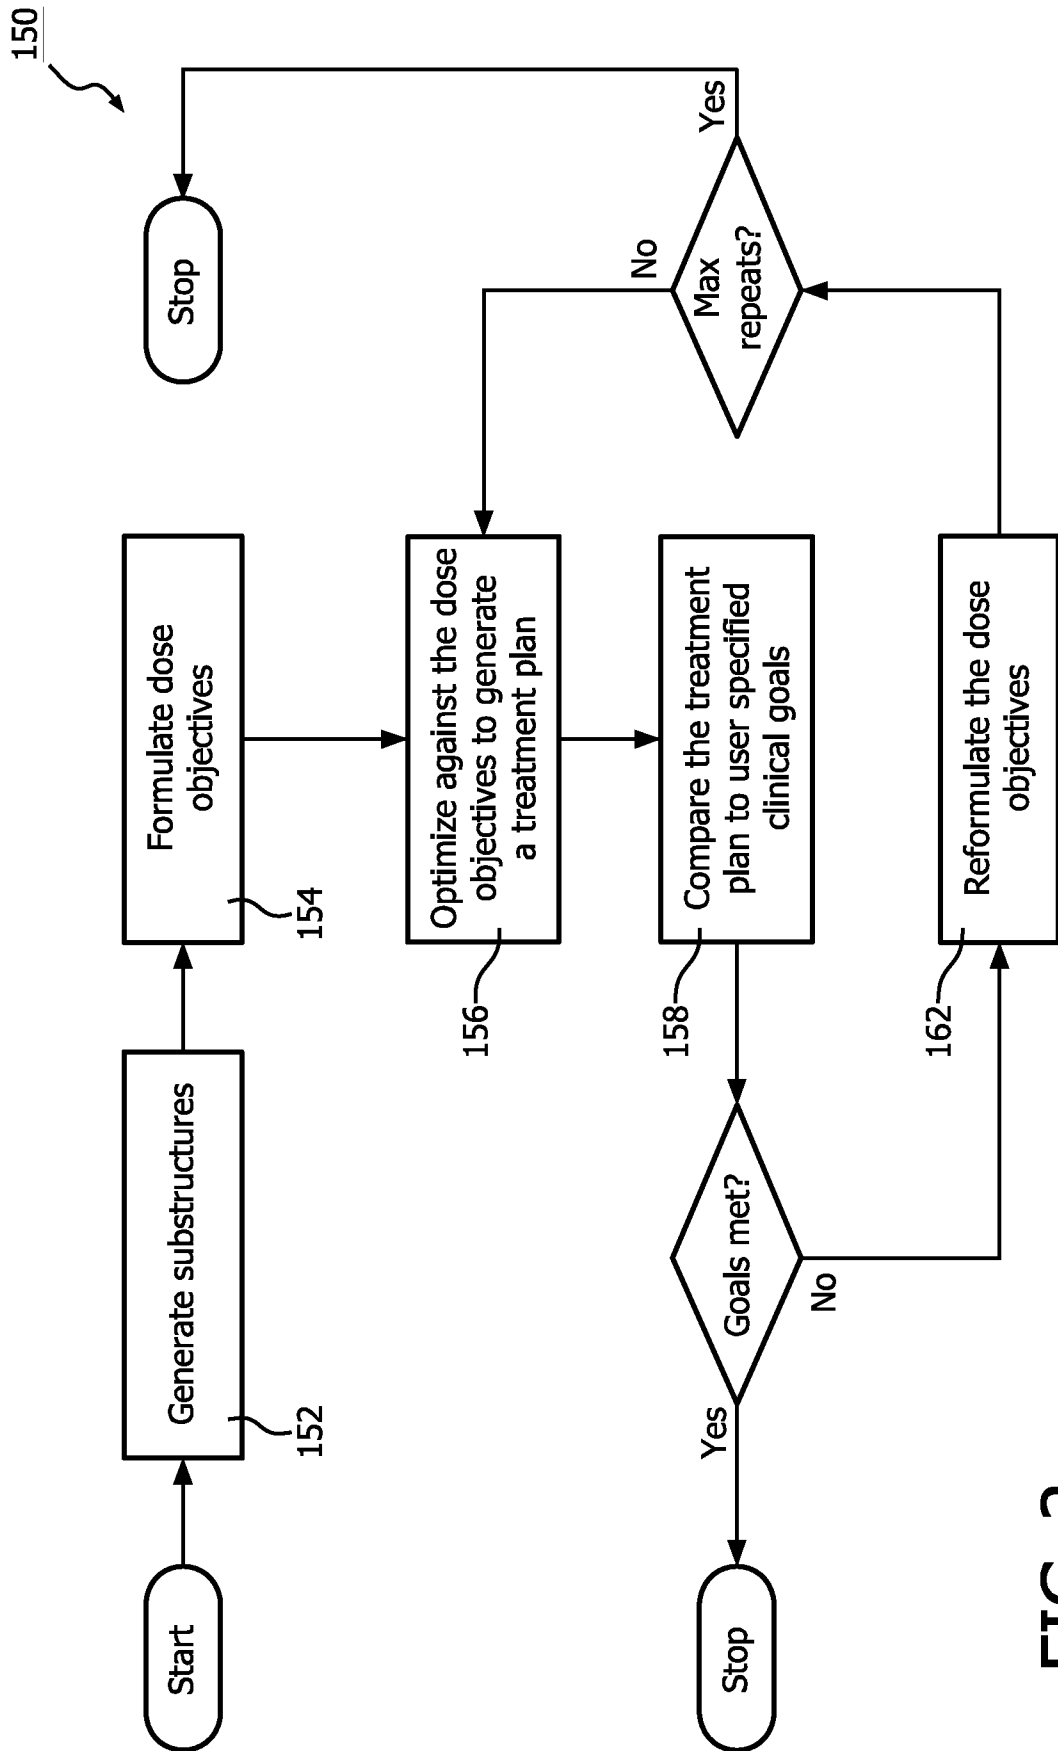 150
Start
Generate substructures
152
Formulate dose
objectives
154
Stop
Optimize against the dose
objectives to generate
a treatment plan
156
No
Yes
Stop
Yes
Goals met?
No
Compare the treatment
plan to user specified
clinical goals
158
Max
repeats?
Yes
Reformulate the dose
objectives
162
FIG.